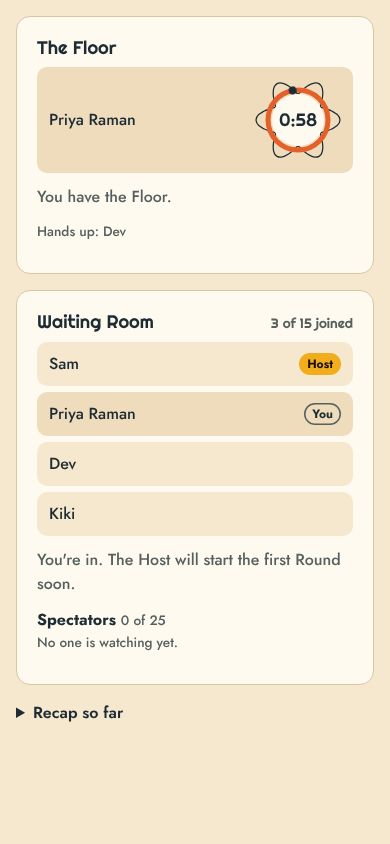 The Floor
Priya Raman
0:58
You have the Floor.
Hands up: Dev
Waiting Room
3 of 15 joined
Sam
Host
Priya Raman
You
Dev
Kiki
You're in. The Host will start the first Round
soon.
Spectators 0 of 25
No one is watching yet.
Recap so far